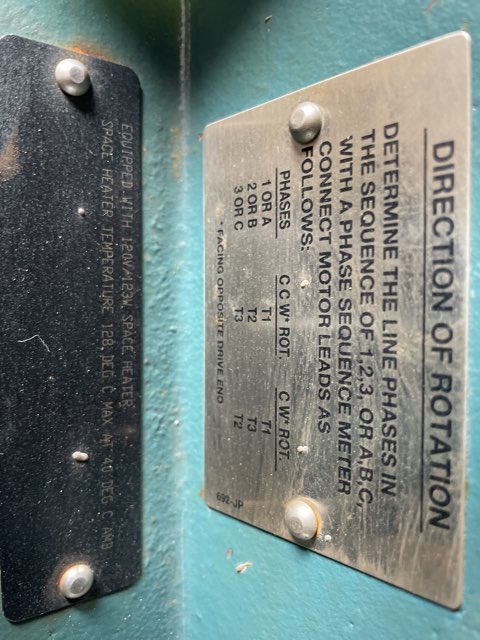 DIRECTION OF ROTATION
DETERMINE THE LINE PHASES IN
THE SEQUENCE OF 1,2,3, OR A,B,C,
WITH A PHASE SEQUENCE METER
CONNECT MOTOR LEADS AS
FOLLOWS:
PHASES C C W* ROT. C W* ROT.
1 OR A T1 T1
2 OR B T2 T3
3 OR C T3 T2
* FACING OPPOSITE DRIVE END
692-JP
EQUIPPED WITH 120V/123W SPACE HEATER
SPACE HEATER TEMPERATURE 128 DEG C MAX AT 40 DEG C AMB